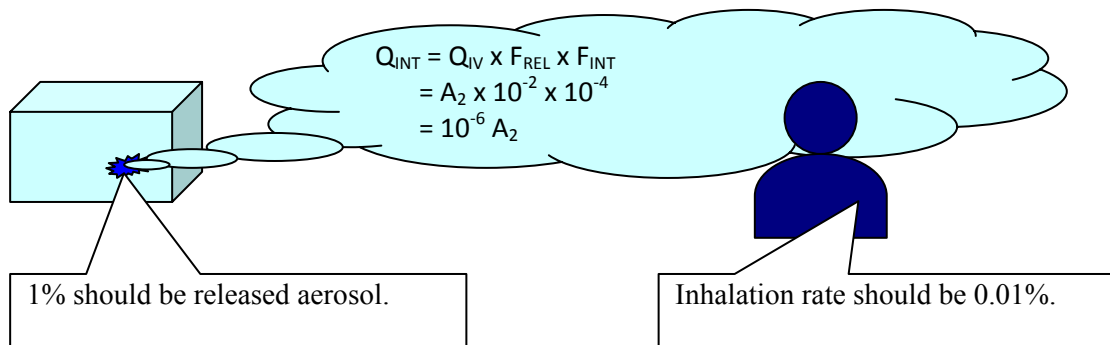 Q_INT = Q_IV x F_REL x F_INT
= A_2 x 10^-2 x 10^-4
= 10^-6 A_2
1% should be released aerosol.
Inhalation rate should be 0.01%.